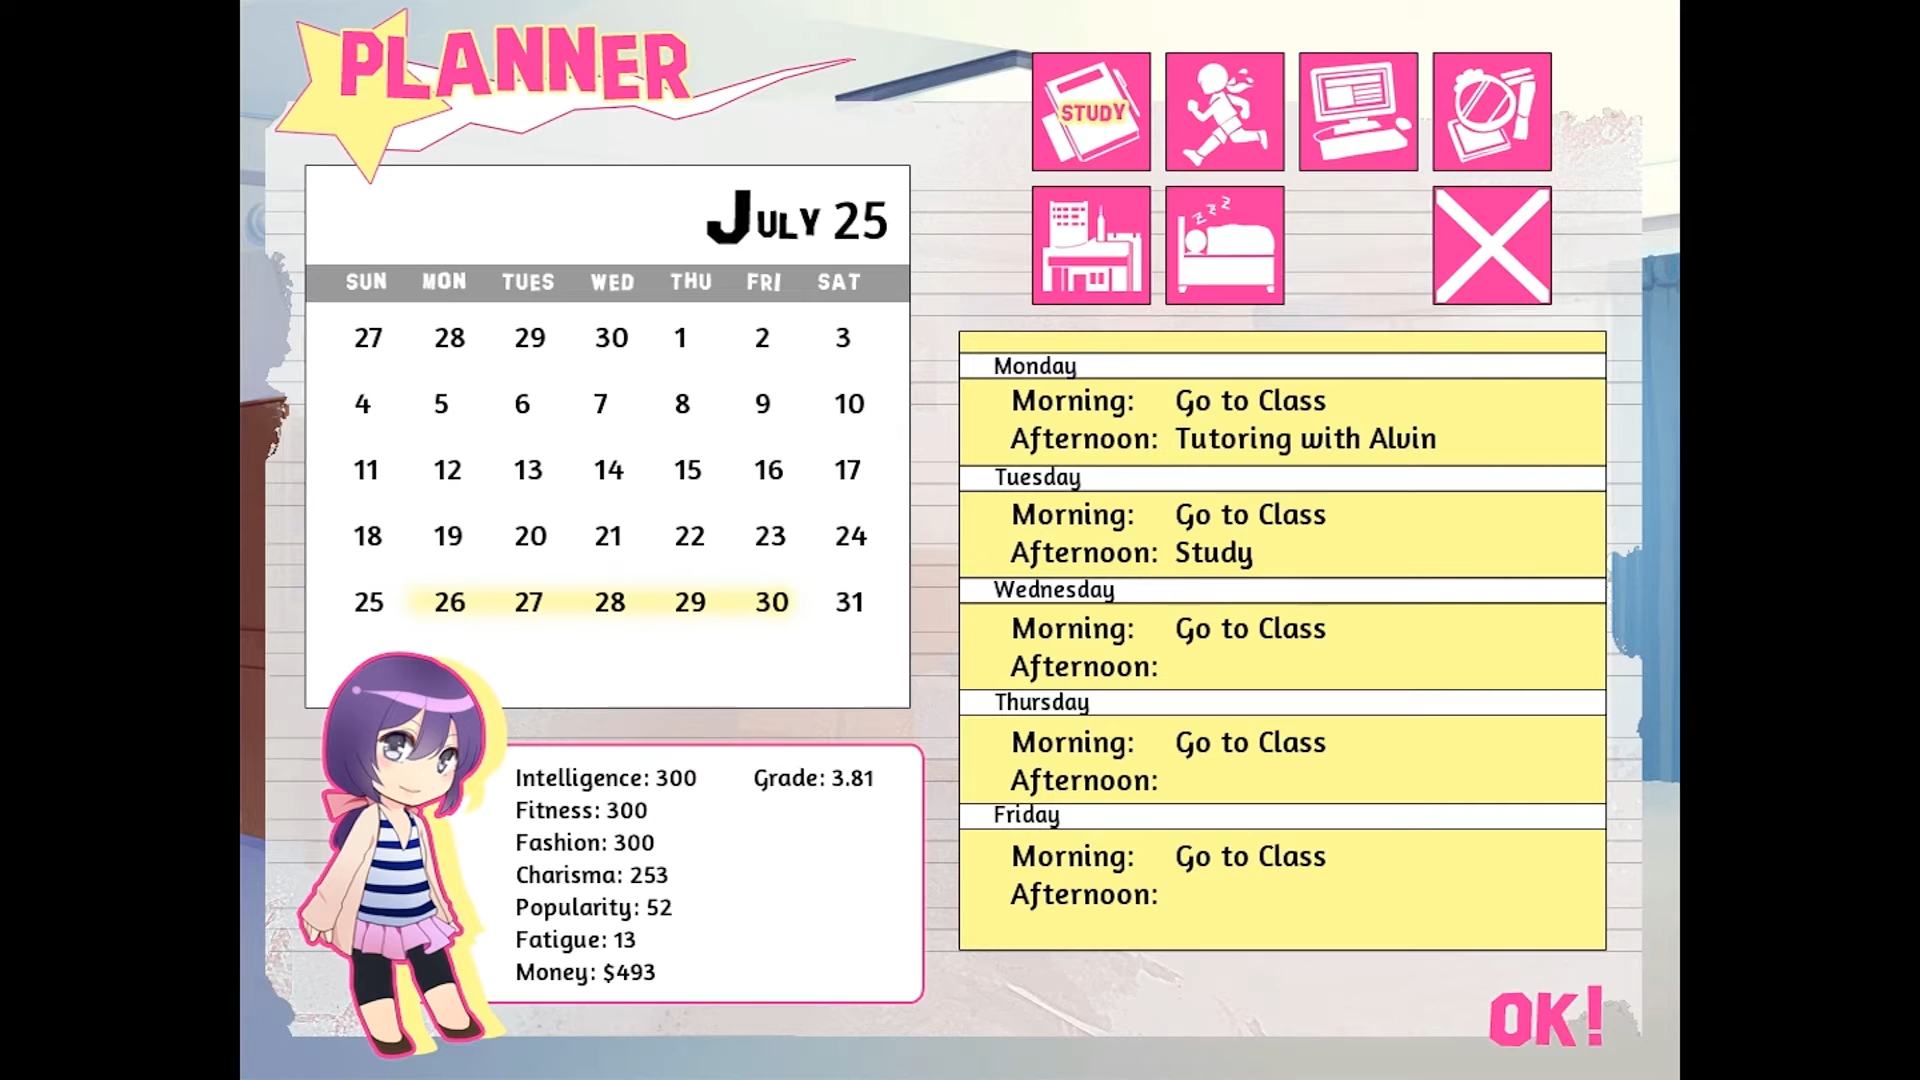 PLANNER
STUDY
zzz
July 25
SUN MON TUES WED THU FRI SAT
27 28 29 30 1 2 3
4 5 6 7 8 9 10
11 12 13 14 15 16 17
18 19 20 21 22 23 24
25 26 27 28 29 30 31
Intelligence: 300 Grade: 3.81
Fitness: 300
Fashion: 300
Charisma: 253
Popularity: 52
Fatigue: 13
Money: $493
Monday
Morning: Go to Class
Afternoon: Tutoring with Alvin
Tuesday
Morning: Go to Class
Afternoon: Study
Wednesday
Morning: Go to Class
Afternoon:
Thursday
Morning: Go to Class
Afternoon:
Friday
Morning: Go to Class
Afternoon:
OK!